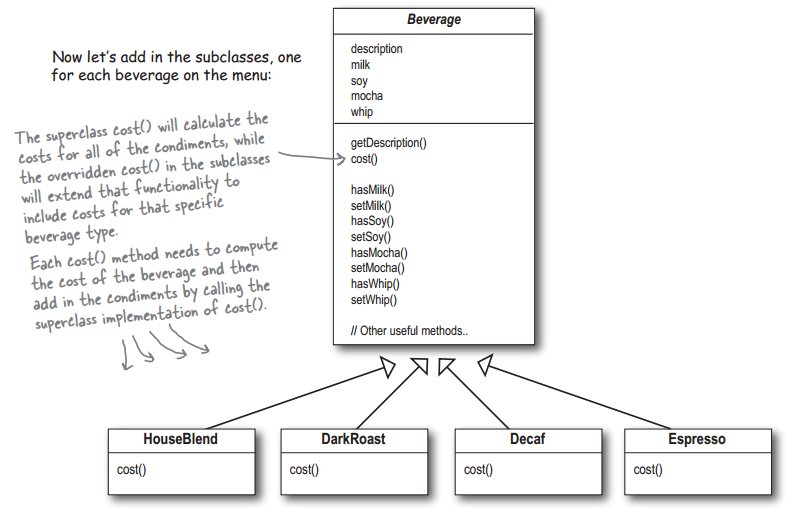 Beverage
Now let's add in the subclasses, one
for each beverage on the menu:
description
milk
soy
mocha
whip
The superclass cost() will calculate the
costs for all of the condiments, while
the overridden cost() in the subclasses
will extend that functionality to
include costs for that specific
beverage type.
Each cost() method needs to compute
the cost of the beverage and then
add in the condiments by calling the
superclass implementation of cost().
getDescription()
cost()
hasMilk()
setMilk()
hasSoy()
setSoy()
hasMocha()
setMocha()
hasWhip()
setWhip()
// Other useful methods..
HouseBlend
cost()
DarkRoast
cost()
Decaf
cost()
Espresso
cost()